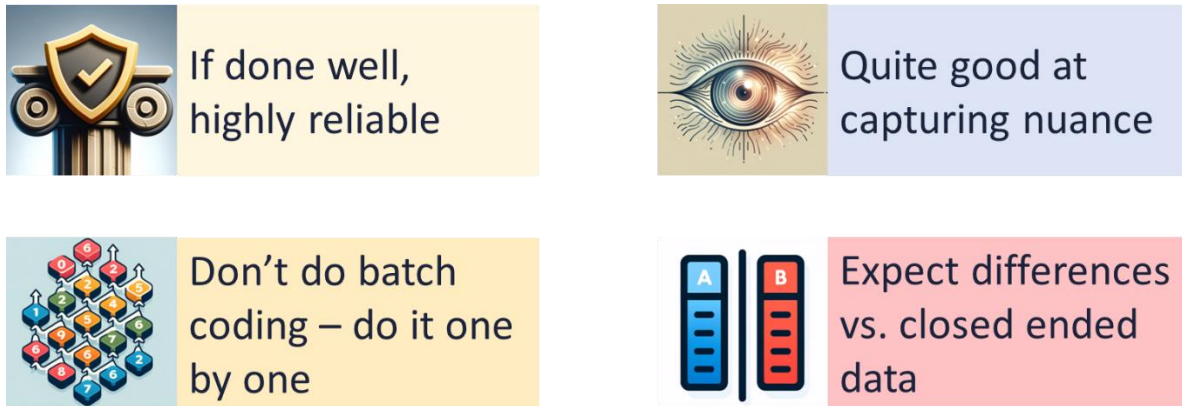 If done well,
highly reliable
Quite good at
capturing nuance
Don’t do batch
coding – do it one
by one
A B
Expect differences
vs. closed ended
data